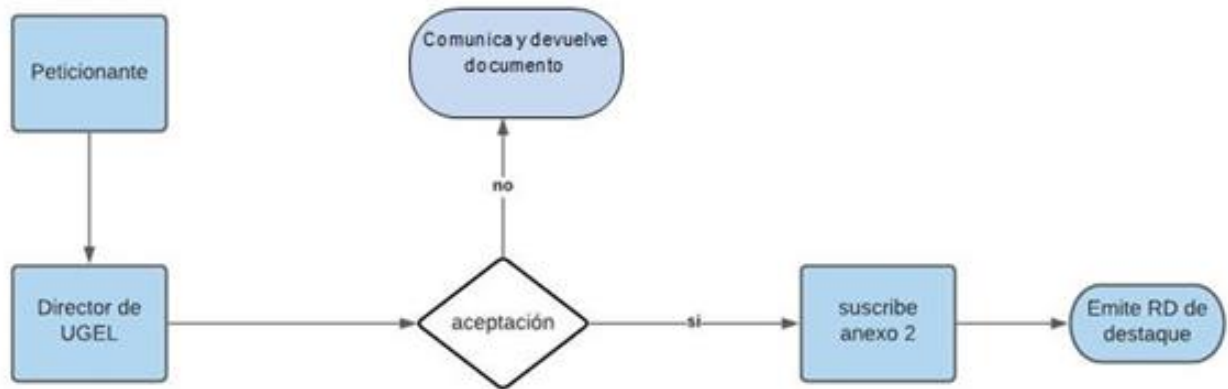 Peticionante
Comunica y devuelve
documento
no
Director de
UGEL
aceptación
si
suscribe
anexo 2
Emite RD de
destaque